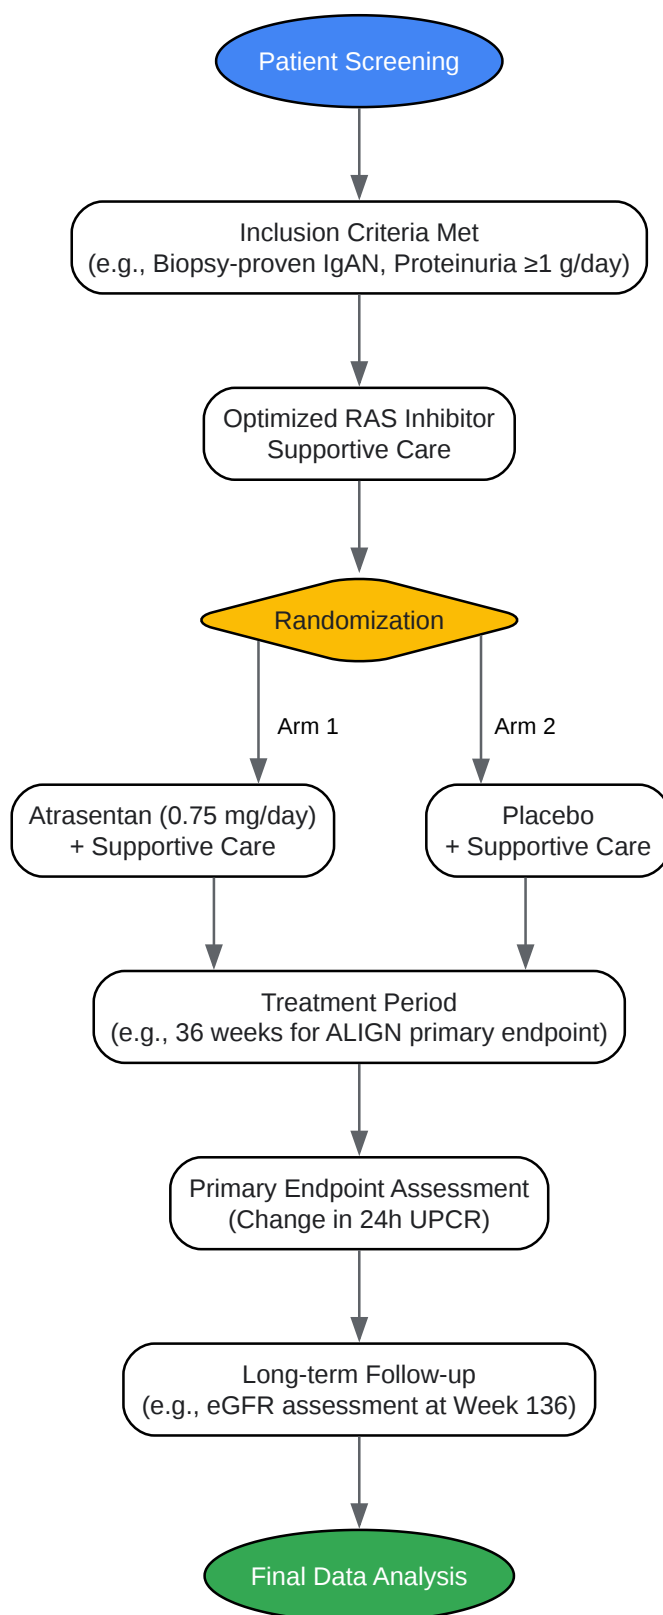 Patient Screening
Inclusion Criteria Met
(e.g., Biopsy-proven IgAN, Proteinuria ≥1 g/day)
Optimized RAS Inhibitor
Supportive Care
Randomization
Arm 1
Arm 2
Atrasentan (0.75 mg/day)
+ Supportive Care
Placebo
+ Supportive Care
Treatment Period
(e.g., 36 weeks for ALIGN primary endpoint)
Primary Endpoint Assessment
(Change in 24h UPCR)
Long-term Follow-up
(e.g., eGFR assessment at Week 136)
Final Data Analysis